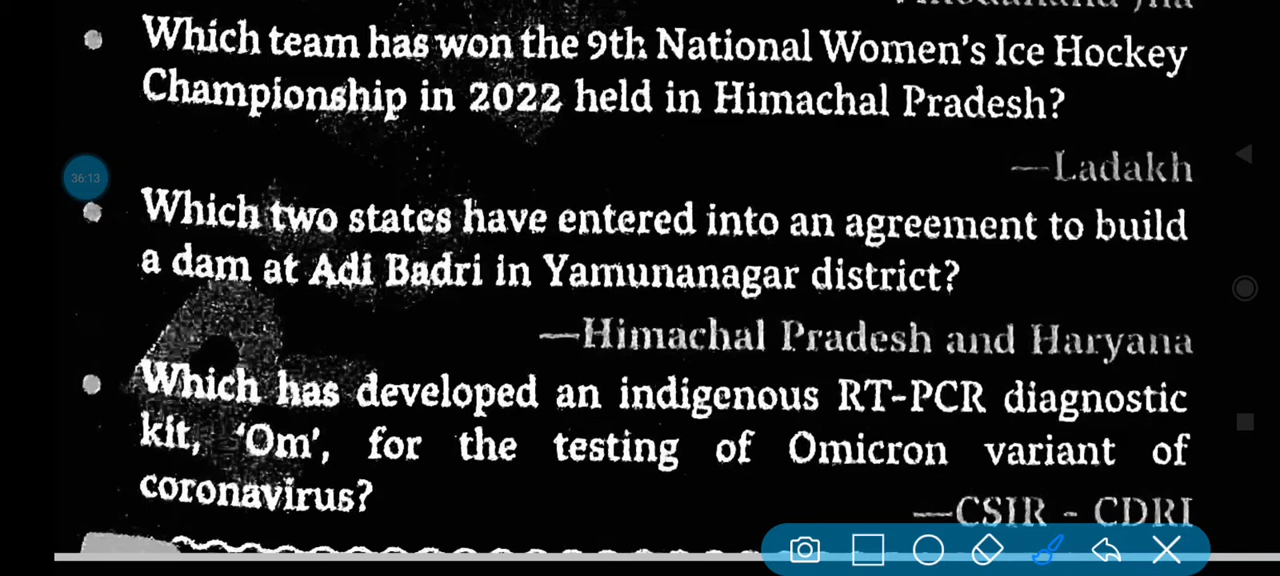 Which team has won the 9th National Women's Ice Hockey
Championship in 2022 held in Himachal Pradesh?
—Ladakh
36:13
Which two states have entered into an agreement to build
a dam at Adi Badri in Yamunanagar district?
—Himachal Pradesh and Haryana
Which has developed an indigenous RT-PCR diagnostic
kit, 'Om', for the testing of Omicron variant of
coronavirus?
—CSIR - CDRI